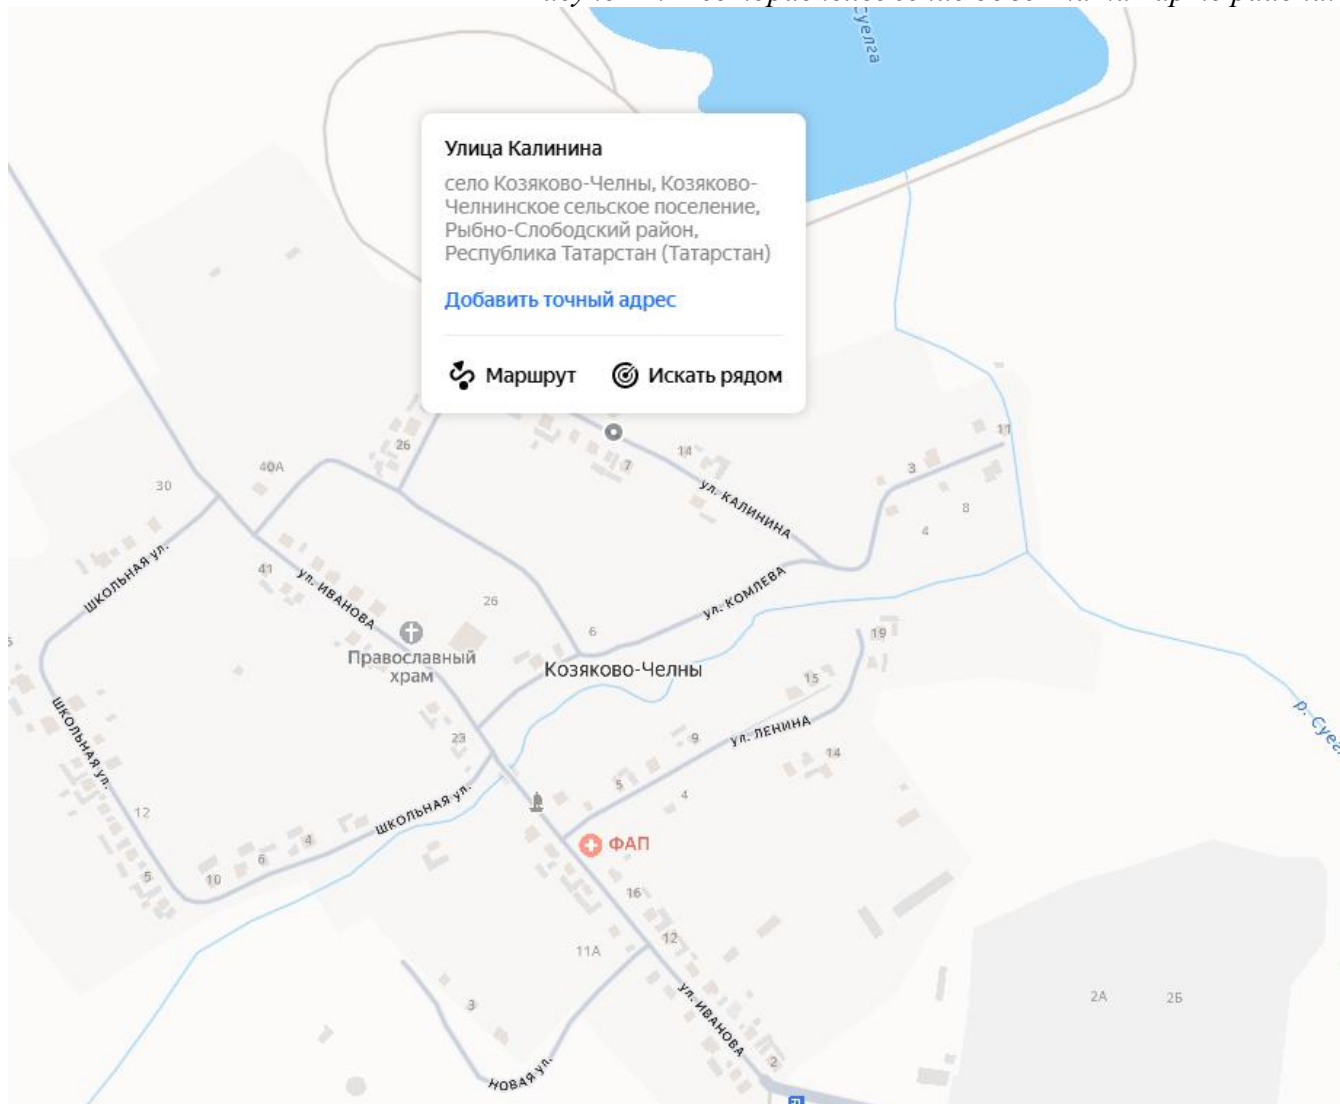 Суелга
Улица Калинина
село Козяково-Челны, Козяково-
Челнинское сельское поселение,
Рыбно-Слободский район,
Республика Татарстан (Татарстан)
Добавить точный адрес
Маршрут
Искать рядом
26
14
7
11
3
8
4
ул. КАЛИНИНА
40А
30
ШКОЛЬНАЯ ул.
41
ул. ИВАНОВА
26
6
ул. КОМЛЕВА
Православный
храм
Козяково-Челны
19
15
9
ул. ЛЕНИНА
14
5
4
р. Суелг
23
ШКОЛЬНАЯ ул.
12
ШКОЛЬНАЯ ул.
4
6
10
5
ФАП
16
12
11А
3
ул. ИВАНОВА
2А
2Б
НОВАЯ ул.
2